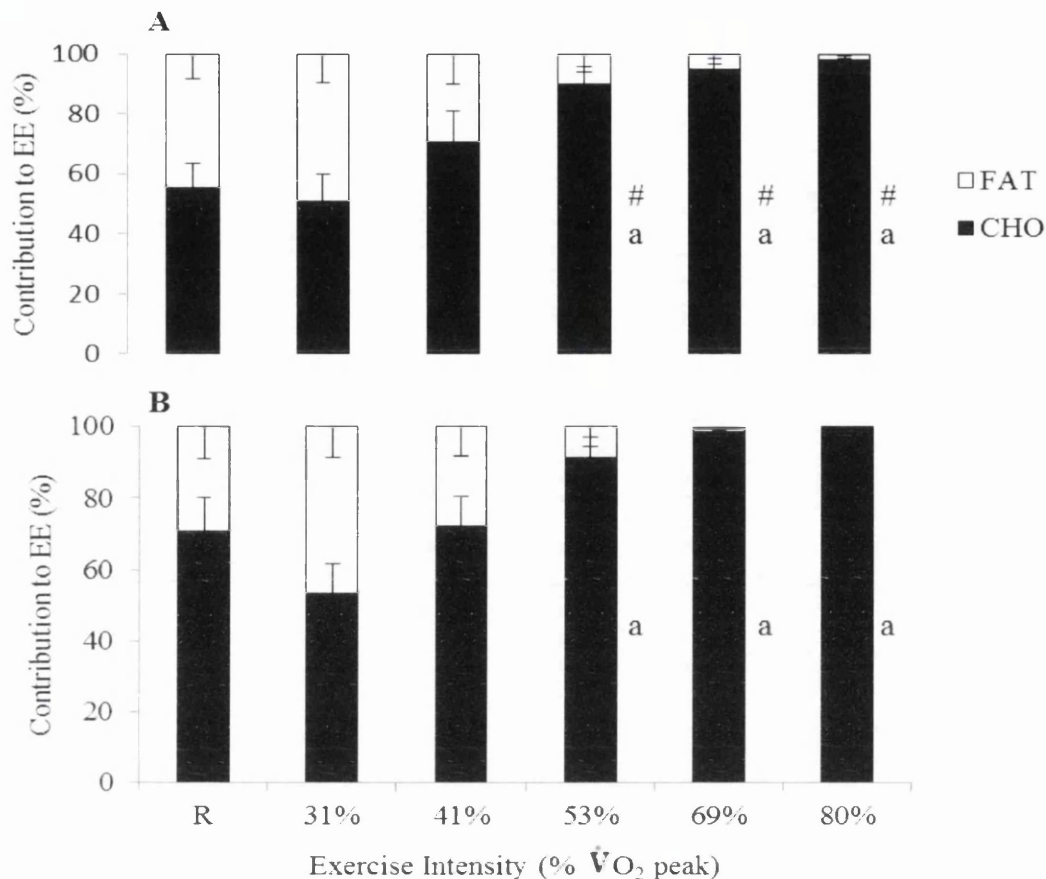 A
Contribution to EE (%)
100
80
60
40
20
0
# # #
a a a
FAT
CHO
B
Contribution to EE (%)
100
80
60
40
20
0
a a a
R 31% 41% 53% 69% 80%
Exercise Intensity (% V̇O₂ peak)